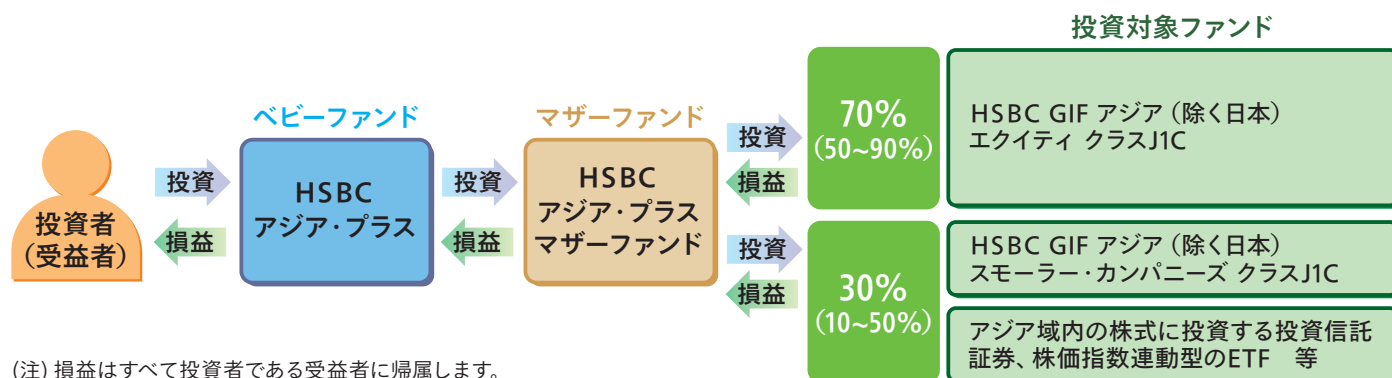 投資対象ファンド
ベビーファンド
マザーファンド
投資者
(受益者)
投資
損益
HSBC
アジア・プラス
投資
損益
HSBC
アジア・プラス
マザーファンド
投資
損益
70%
(50~90%)
HSBC GIF アジア (除く日本)
エクイティ クラスJ1C
投資
損益
30%
(10~50%)
HSBC GIF アジア (除く日本)
スモーラー・カンパニーズ クラスJ1C
アジア域内の株式に投資する投資信託
証券、株価指数連動型のETF 等
(注) 損益はすべて投資者である受益者に帰属します。